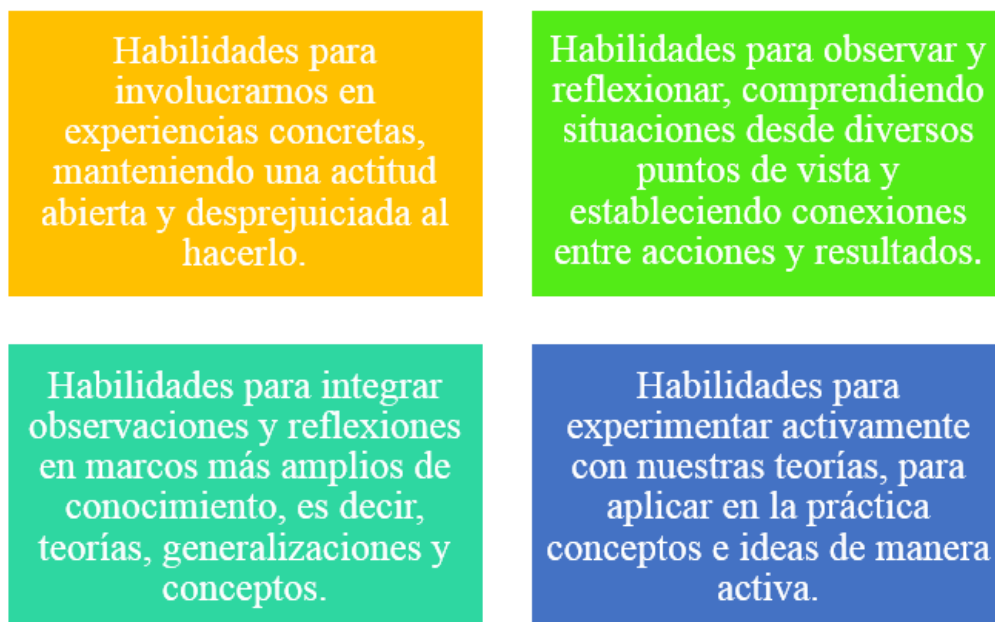 Habilidades para
involucrarnos en
experiencias concretas,
manteniendo una actitud
abierta y desprejuiciada al
hacerlo.
Habilidades para observar y
reflexionar, comprendiendo
situaciones desde diversos
puntos de vista y
estableciendo conexiones
entre acciones y resultados.
Habilidades para integrar
observaciones y reflexiones
en marcos más amplios de
conocimiento, es decir,
teorías, generalizaciones y
conceptos.
Habilidades para
experimentar activamente
con nuestras teorías, para
aplicar en la práctica
conceptos e ideas de manera
activa.